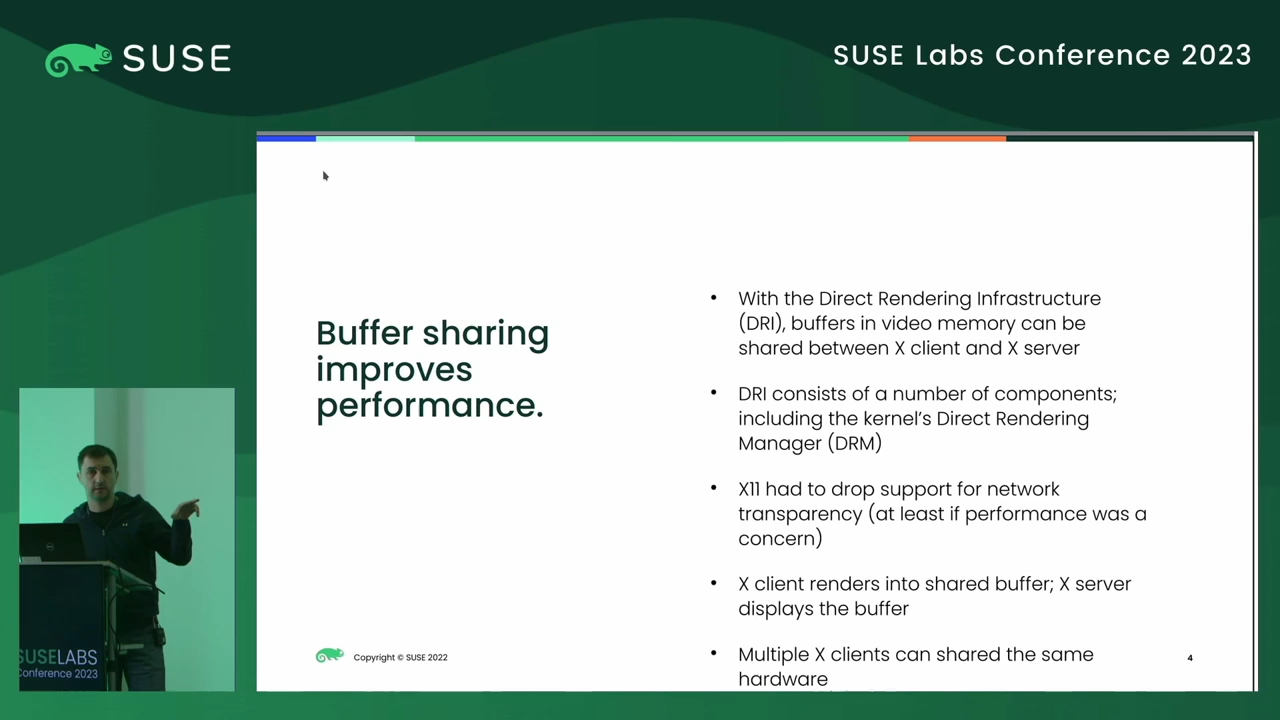 SUSE
SUSE Labs Conference 2023
Buffer sharing
improves
performance.
• With the Direct Rendering Infrastructure
(DRI), buffers in video memory can be
shared between X client and X server
• DRI consists of a number of components;
including the kernel's Direct Rendering
Manager (DRM)
• X11 had to drop support for network
transparency (at least if performance was a
concern)
• X client renders into shared buffer; X server
displays the buffer
• Multiple X clients can shared the same
hardware
Copyright © SUSE 2022
4
SUSELABS
Conference 2023